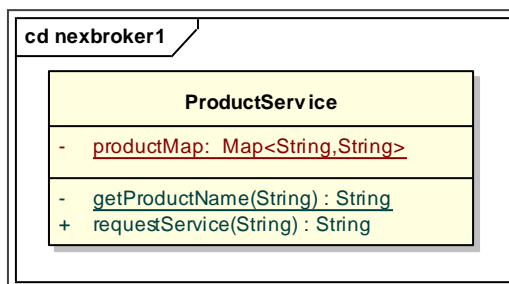 cd nexbroker1
ProductService
- productMap: Map<String,String>
- getProductName(String) : String
+ requestService(String) : String